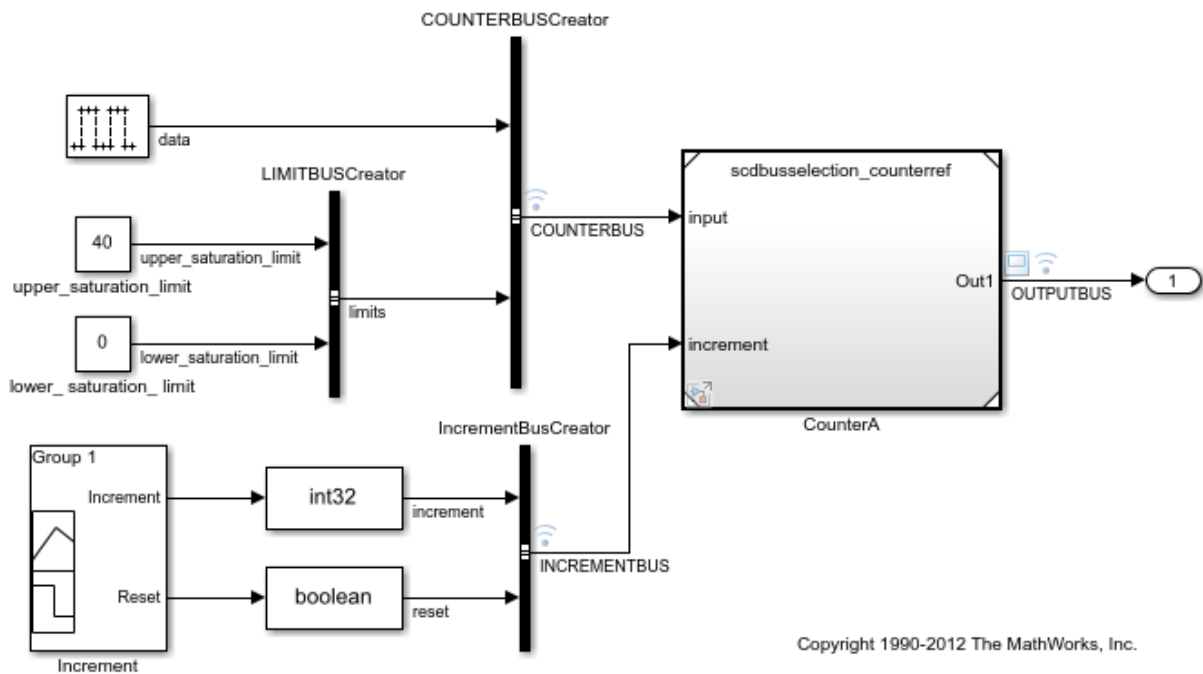 COUNTERBUSCreator
data
LIMITBUSCreator
scdbusselection_counterref
40
upper_saturation_limit
upper_saturation_limit
COUNTERBUS
input
Out1
OUTPUTBUS
1
limits
0
lower_saturation_limit
lower_ saturation_ limit
increment
CounterA
IncrementBusCreator
Group 1
Increment
int32
increment
INCREMENTBUS
Reset
boolean
reset
Increment
Copyright 1990-2012 The MathWorks, Inc.